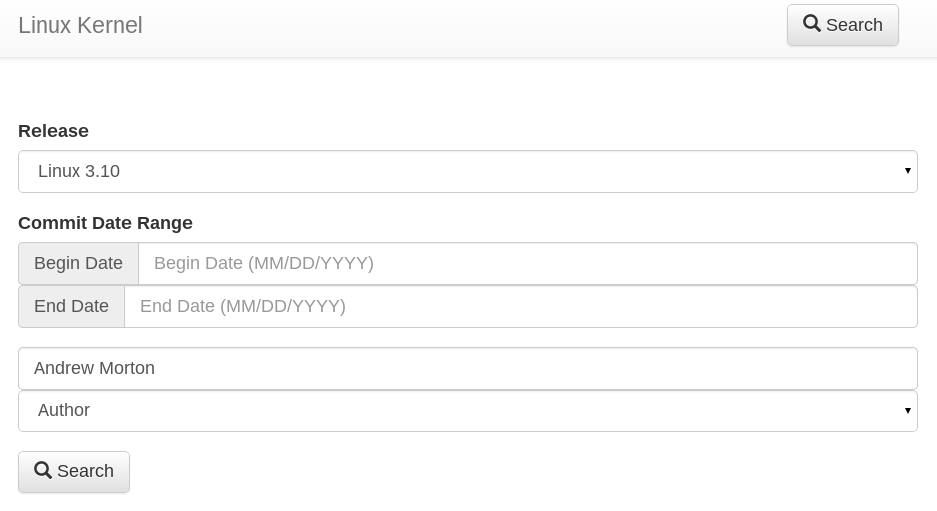 Linux Kernel
Search
Release
Linux 3.10
Commit Date Range
Begin Date Begin Date (MM/DD/YYYY)
End Date End Date (MM/DD/YYYY)
Andrew Morton
Author
Search